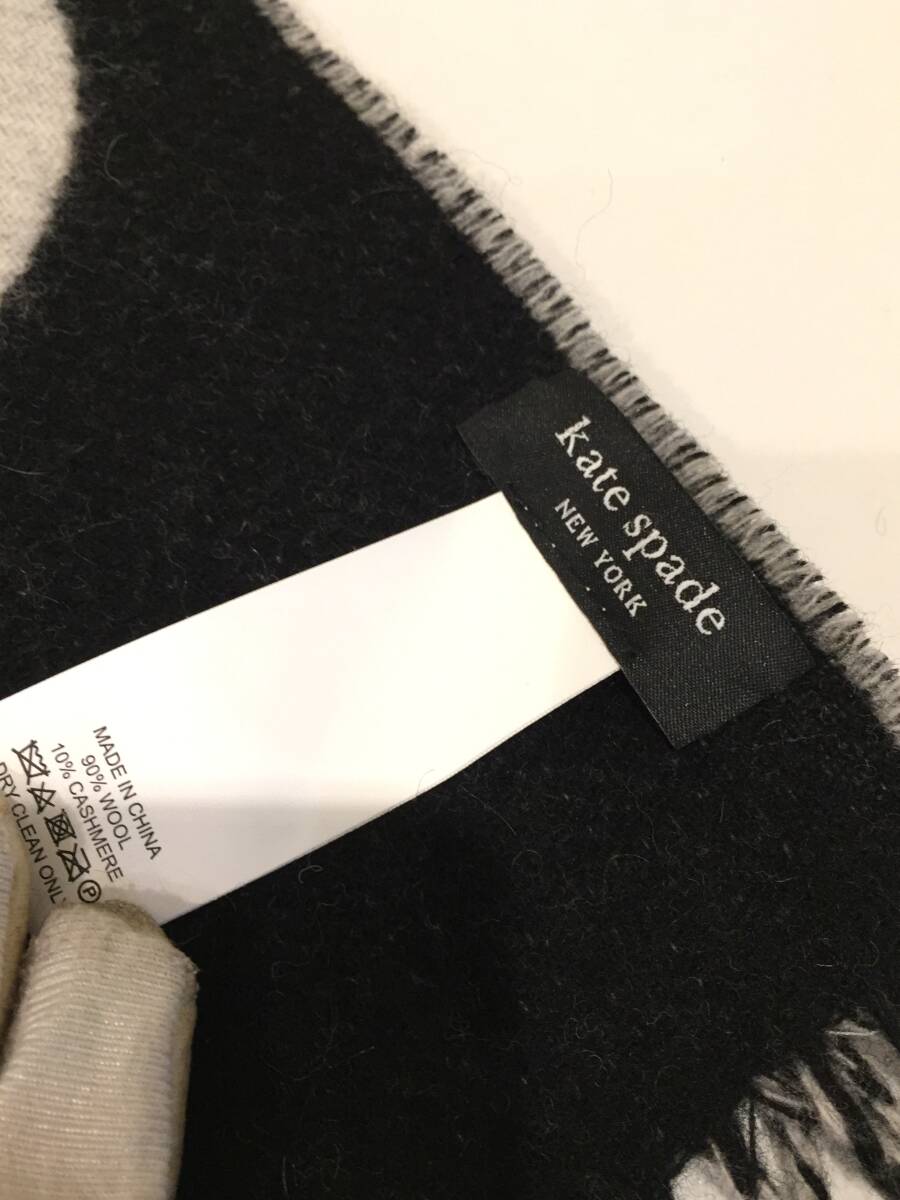 kate spade
NEW YORK
MADE IN CHINA
90% WOOL
10% CASHMERE
DRY CLEAN ONLY